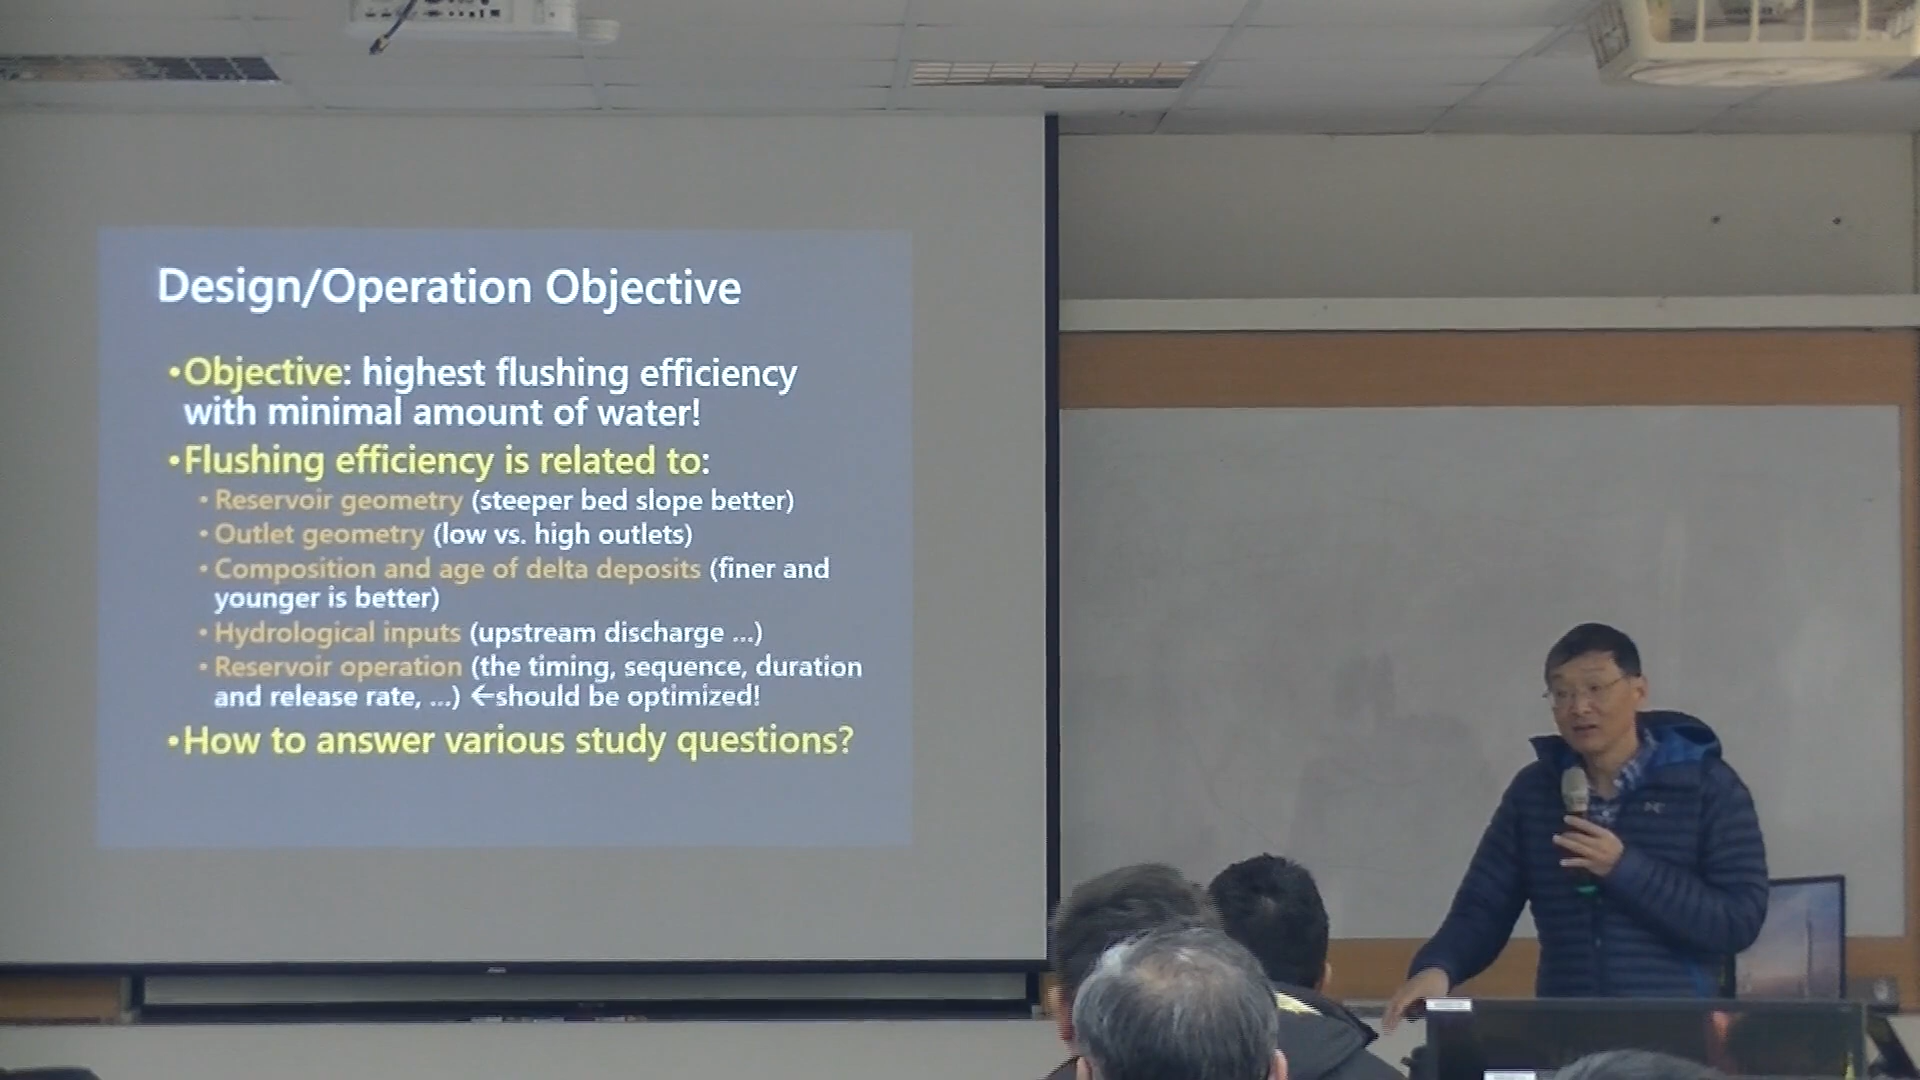 Design/Operation Objective
•Objective: highest flushing efficiency
with minimal amount of water!
•Flushing efficiency is related to:
• Reservoir geometry (steeper bed slope better)
• Outlet geometry (low vs. high outlets)
• Composition and age of delta deposits (finer and
younger is better)
• Hydrological inputs (upstream discharge ...)
• Reservoir operation (the timing, sequence, duration
and release rate, ...) ←should be optimized!
•How to answer various study questions?